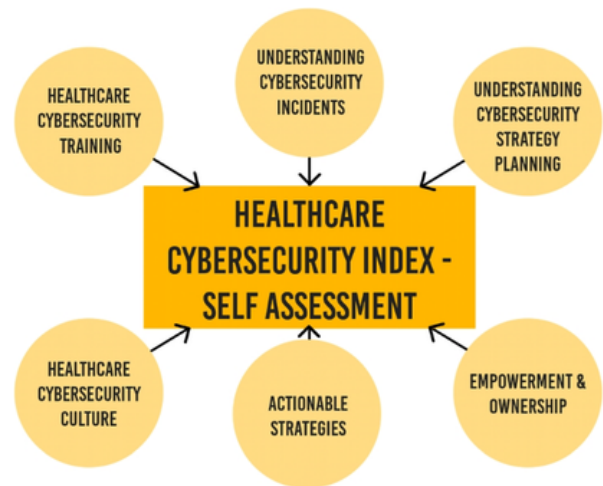 HEALTHCARE
CYBERSECURITY
TRAINING
UNDERSTANDING
CYBERSECURITY
INCIDENTS
UNDERSTANDING
CYBERSECURITY
STRATEGY
PLANNING
HEALTHCARE
CYBERSECURITY INDEX -
SELF ASSESSMENT
HEALTHCARE
CYBERSECURITY
CULTURE
ACTIONABLE
STRATEGIES
EMPOWERMENT &
OWNERSHIP